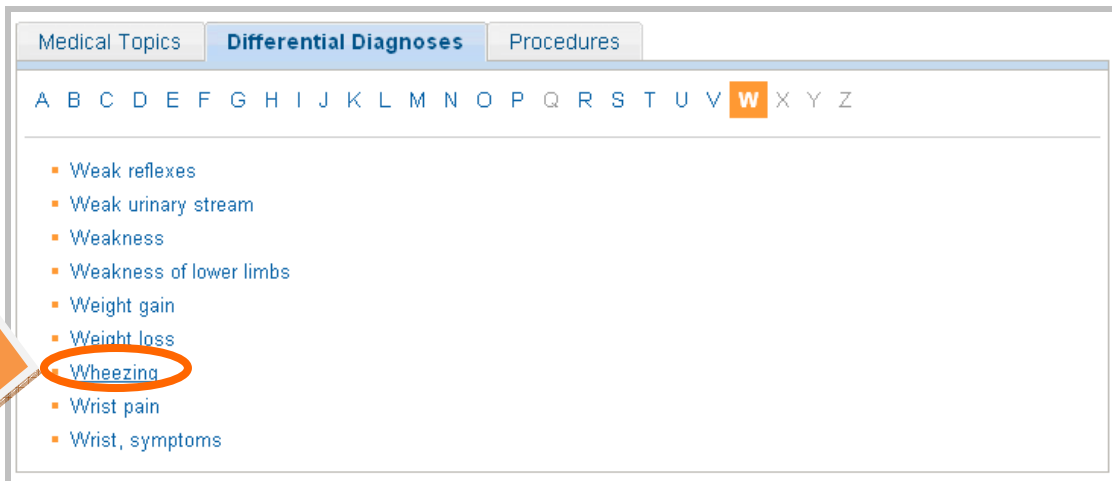 Medical Topics Differential Diagnoses Procedures
A B C D E F G H I J K L M N O P Q R S T U V W X Y Z
Weak reflexes
Weak urinary stream
Weakness
Weakness of lower limbs
Weight gain
Weight loss
Wheezing
Wrist pain
Wrist, symptoms